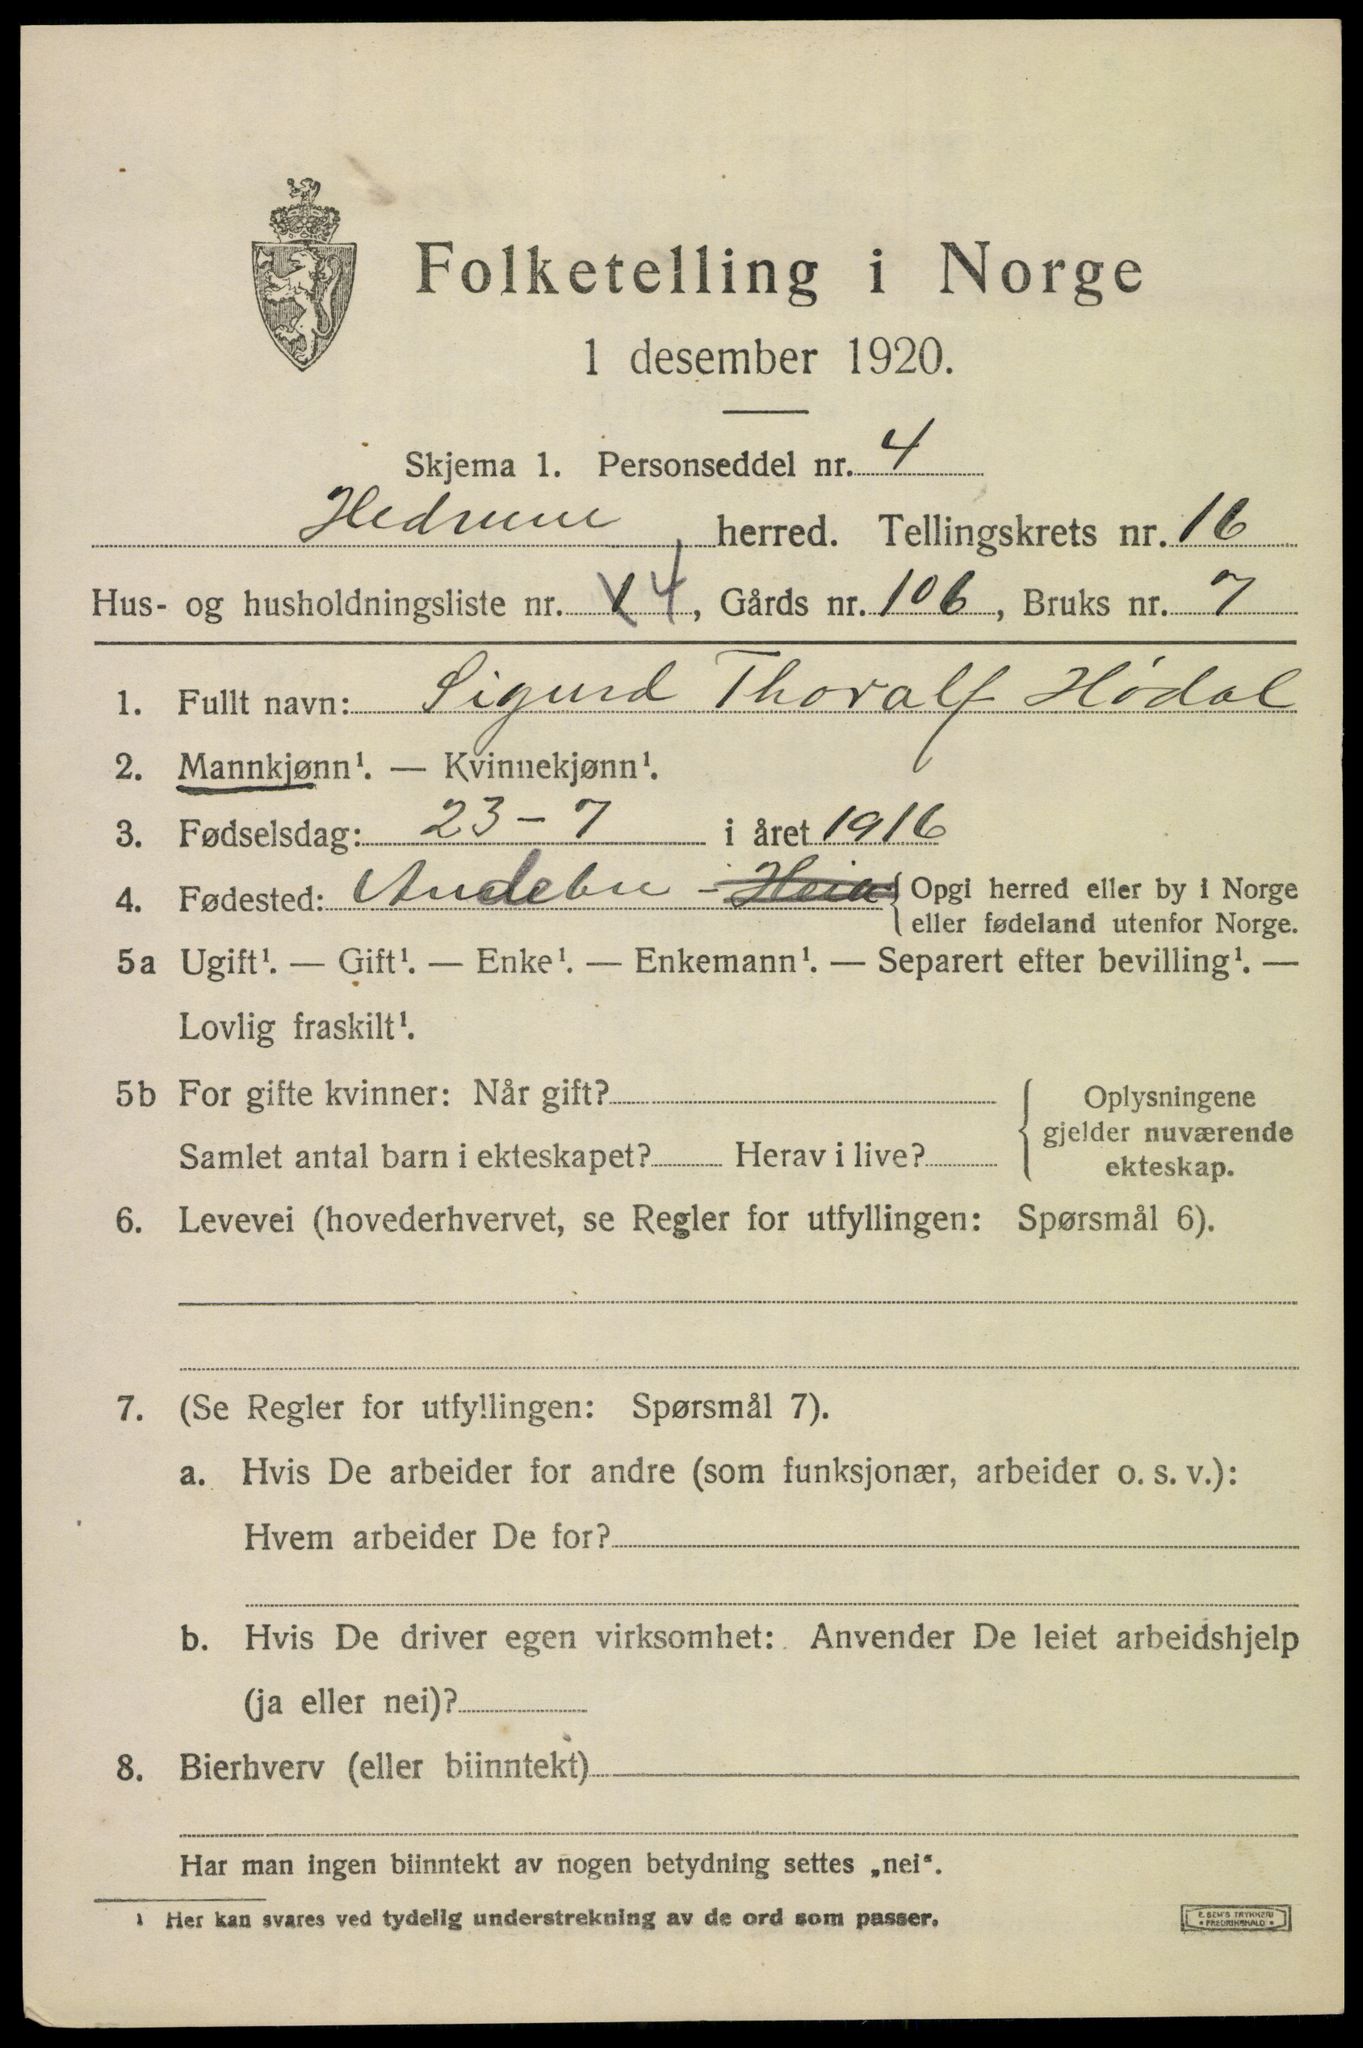 Folketelling i Norge
1 desember 1920.
Skjema 1. Personseddel nr. 4
Hedrum herred. Tellingskrets nr. 16
Hus- og husholdningsliste nr. 1 4, Gårds nr. 106, Bruks nr. 7
1. Fullt navn: Sigurd Thoralf Hødal
2. Mannkjønn¹. — Kvinnekjønn¹.
3. Fødselsdag: 23-7 i året 1916
4. Fødested: Andebu - Heia { Opgi herred eller by i Norge
eller fødeland utenfor Norge.
5a Ugift¹. — Gift¹. — Enke¹. — Enkemann¹. — Separert efter bevilling¹. —
Lovlig fraskilt¹.
5b For gifte kvinner: Når gift?
Samlet antal barn i ekteskapet? Herav i live?
{ Oplysningene
gjelder nuværende
ekteskap.
6. Levevei (hovederhvervet, se Regler for utfyllingen: Spørsmål 6).
7. (Se Regler for utfyllingen: Spørsmål 7).
a. Hvis De arbeider for andre (som funksjonær, arbeider o. s. v.):
Hvem arbeider De for?
b. Hvis De driver egen virksomhet: Anvender De leiet arbeidshjelp
(ja eller nei)?
8. Bierhverv (eller biinntekt)
Har man ingen biinntekt av nogen betydning settes „nei“.
¹ Her kan svares ved tydelig understrekning av de ord som passer.
E. SEM'S TRYKKERI
• FREDRIKSHALD •